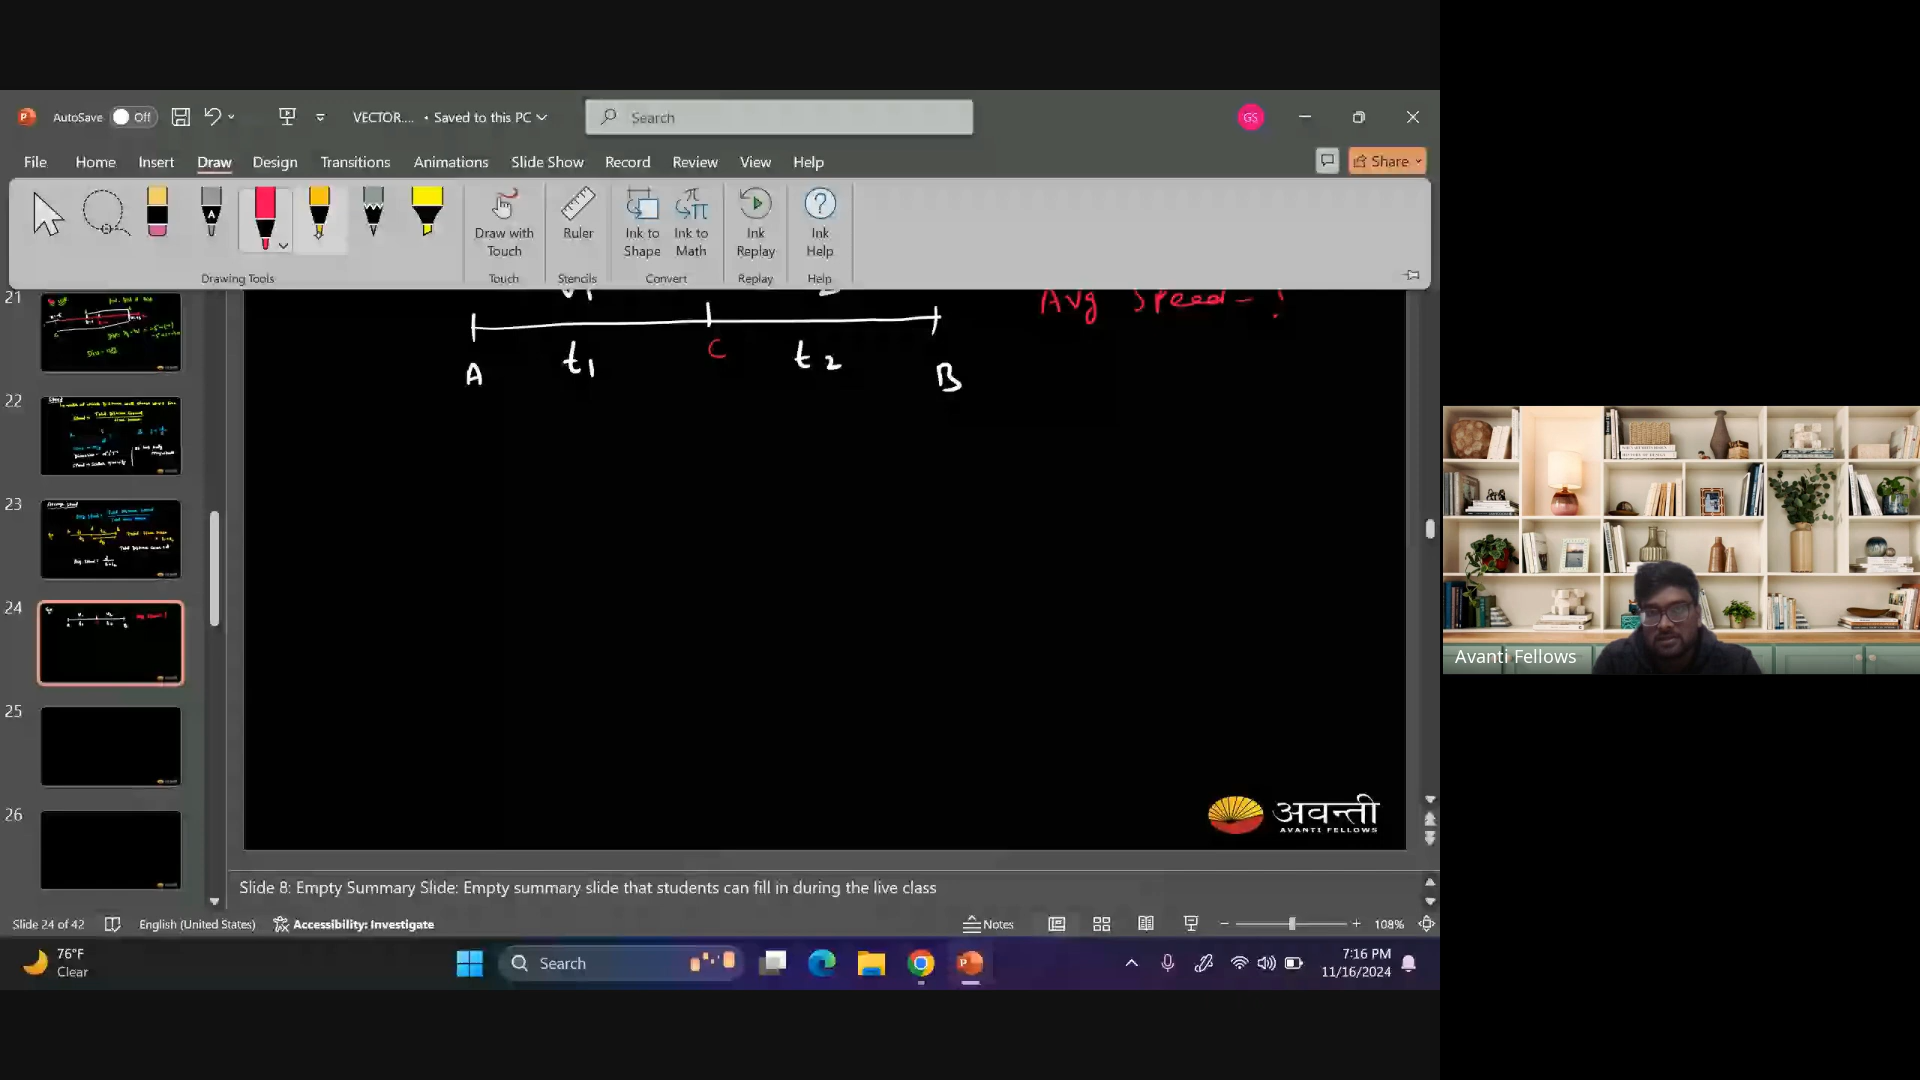 AutoSave Off VECTOR.... • Saved to this PC Search GS
File Home Insert Draw Design Transitions Animations Slide Show Record Review View Help Share
Draw with Touch Ruler Ink to Shape Ink to Math Ink Replay Ink Help
Drawing Tools Touch Stencils Convert Replay Help
21
Avg Speed - ?
A t1 C t2 B
22
23
24
25
26
अवन्ती
AVANTI FELLOWS
Avanti Fellows
Slide 8: Empty Summary Slide: Empty summary slide that students can fill in during the live class
Slide 24 of 42 English (United States) Accessibility: Investigate Notes 108%
76°F
Clear
Search
7:16 PM
11/16/2024